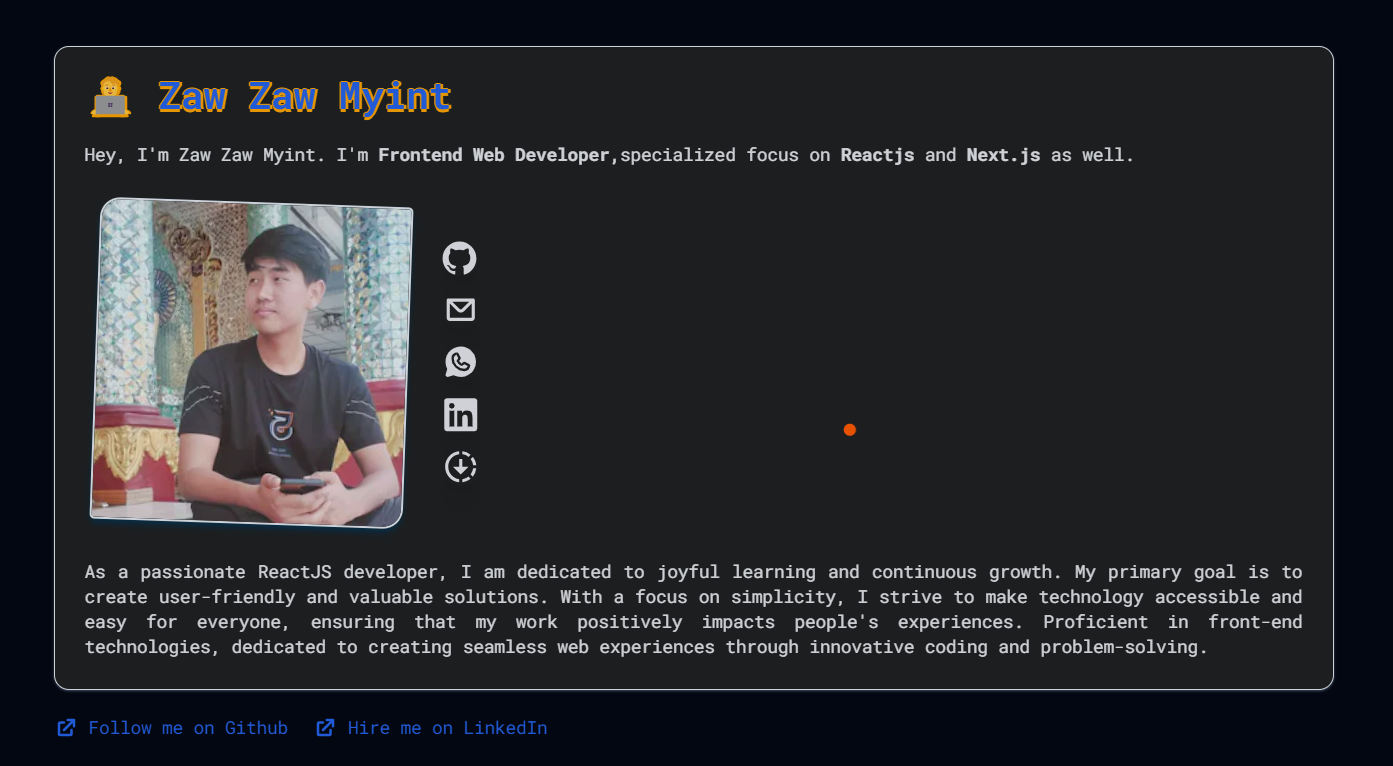 Zaw Zaw Myint
Hey, I'm Zaw Zaw Myint. I'm Frontend Web Developer,specialized focus on Reactjs and Next.js as well.
in
As a passionate ReactJS developer, I am dedicated to joyful learning and continuous growth. My primary goal is to
create user-friendly and valuable solutions. With a focus on simplicity, I strive to make technology accessible and
easy for everyone, ensuring that my work positively impacts people's experiences. Proficient in front-end
technologies, dedicated to creating seamless web experiences through innovative coding and problem-solving.
Follow me on Github
Hire me on LinkedIn